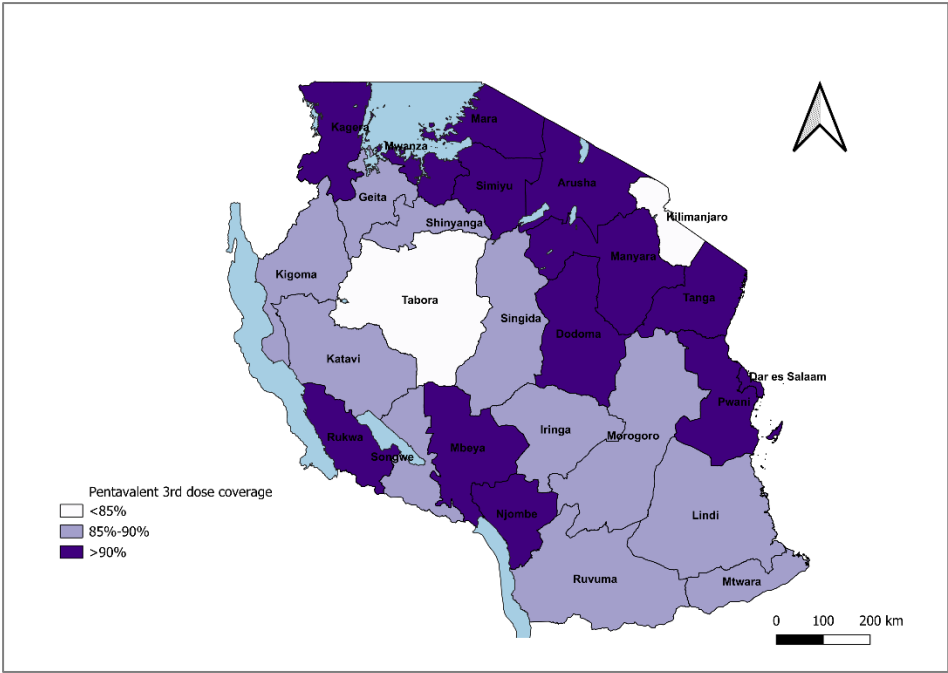 Kagera
Mara
Mwanza
Simiyu
Arusha
Geita
Kilimanjaro
Shinyanga
Manyara
Kigoma
Tabora
Tanga
Singida
Dodoma
Katavi
Dar es Salaam
Pwani
Iringa
Morogoro
Rukwa
Mbeya
Songwe
Pentavalent 3rd dose coverage
<85%
85%-90%
>90%
Njombe
Lindi
Ruvuma
Mtwara
0 100 200 km